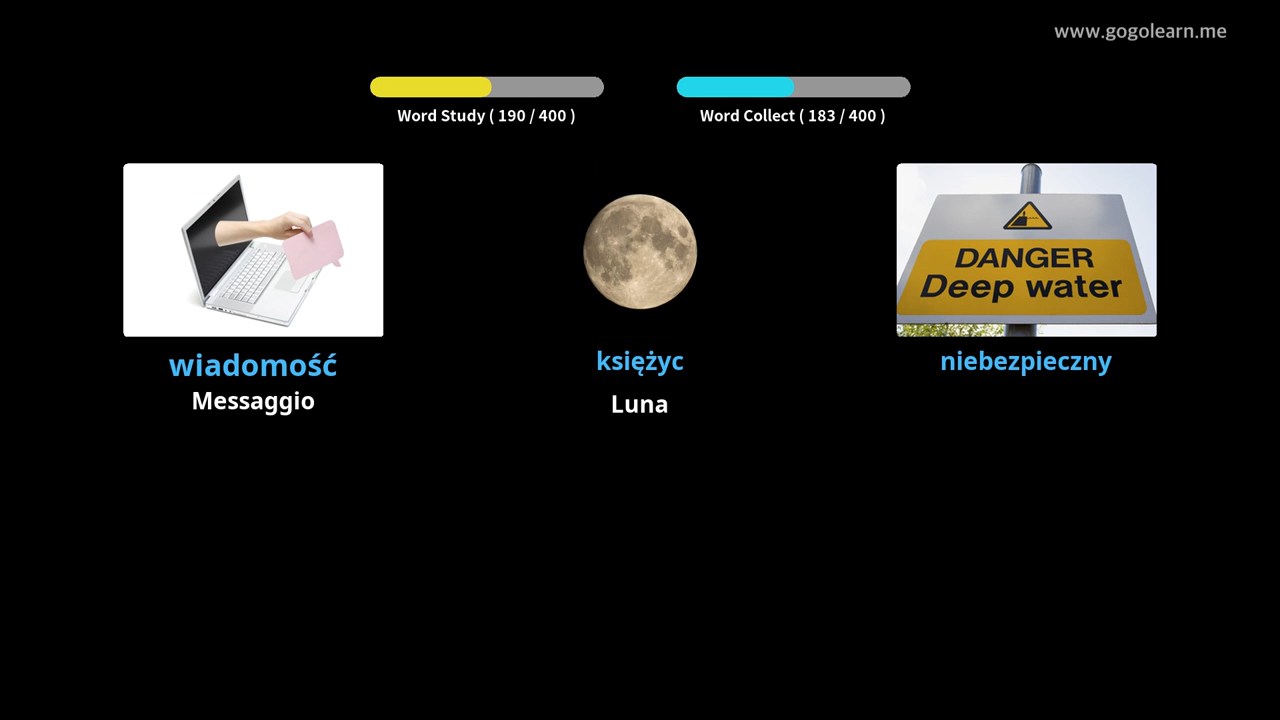 www.gogolearn.me
Word Study ( 190 / 400 )
Word Collect ( 183 / 400 )
DANGER
Deep water
wiadomość
Messaggio
księżyc
Luna
niebezpieczny